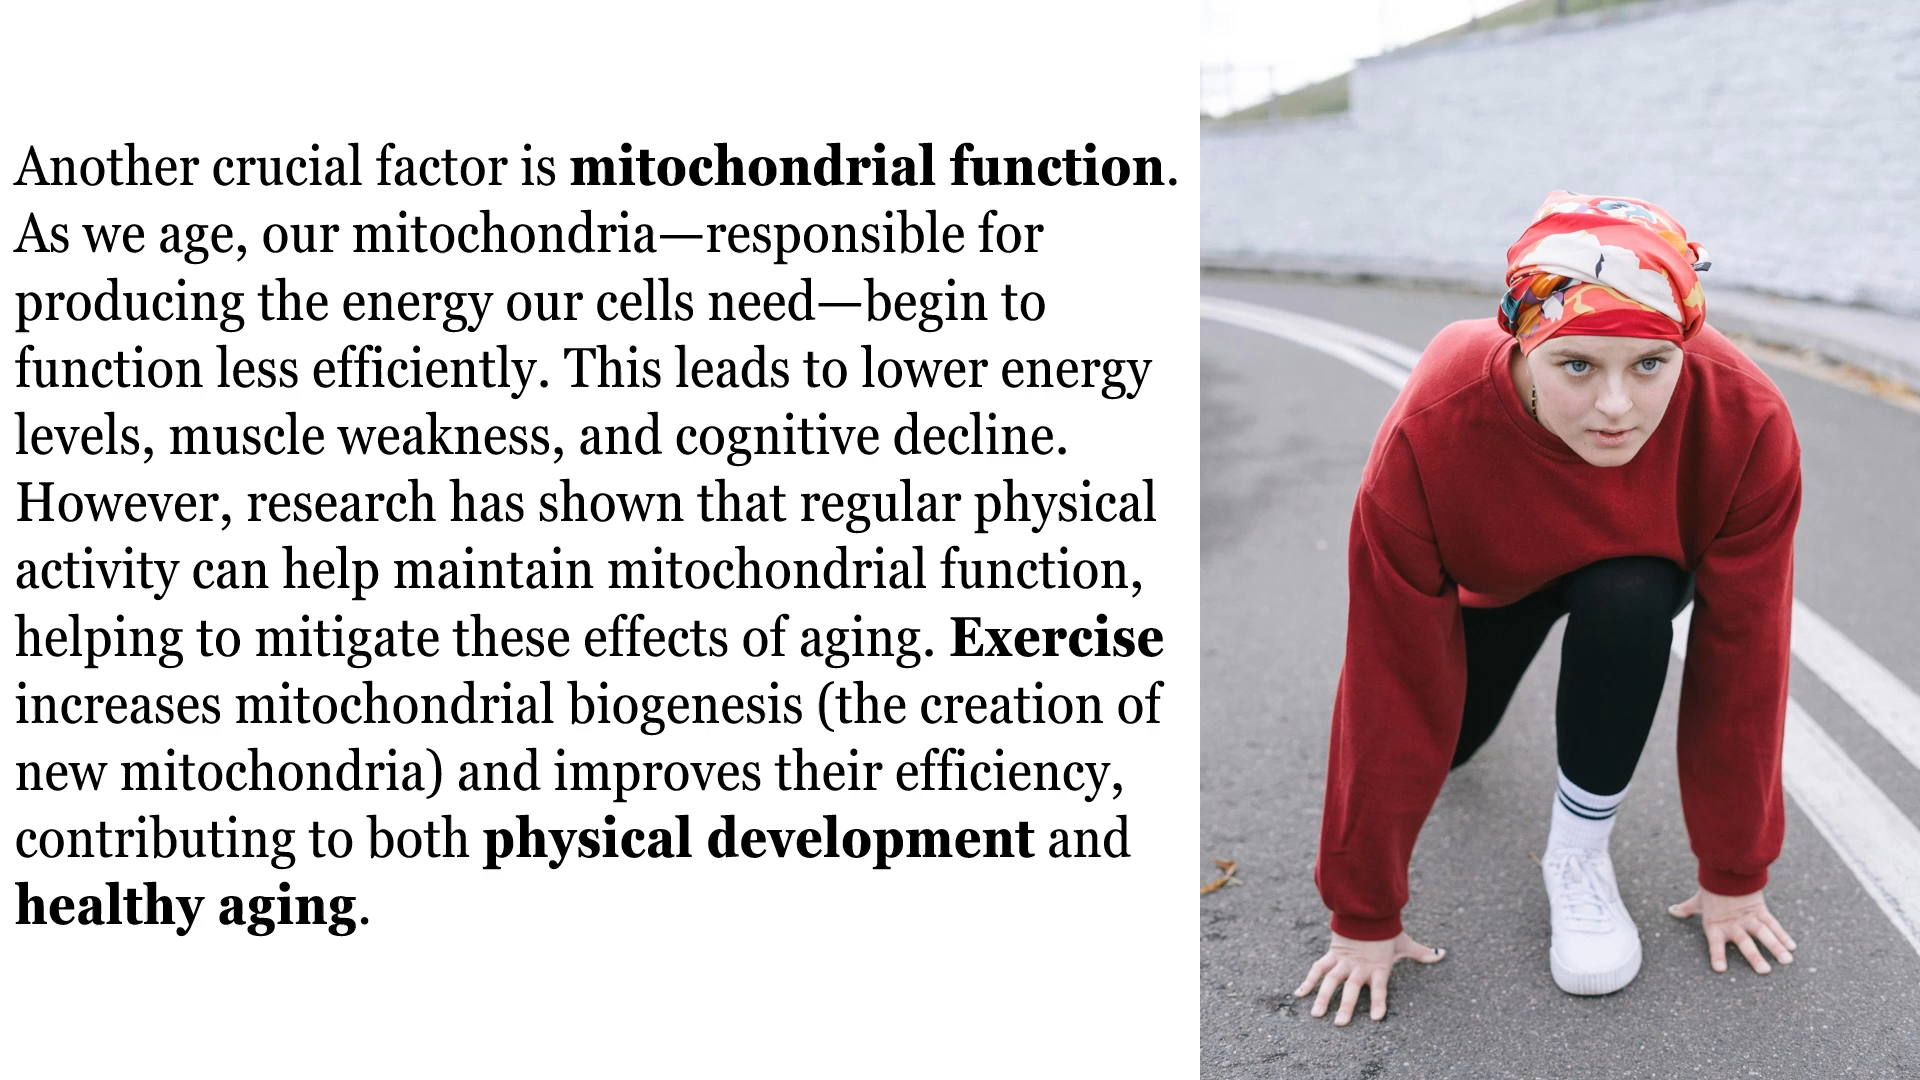 Another crucial factor is mitochondrial function.
As we age, our mitochondria—responsible for
producing the energy our cells need—begin to
function less efficiently. This leads to lower energy
levels, muscle weakness, and cognitive decline.
However, research has shown that regular physical
activity can help maintain mitochondrial function,
helping to mitigate these effects of aging. Exercise
increases mitochondrial biogenesis (the creation of
new mitochondria) and improves their efficiency,
contributing to both physical development and
healthy aging.